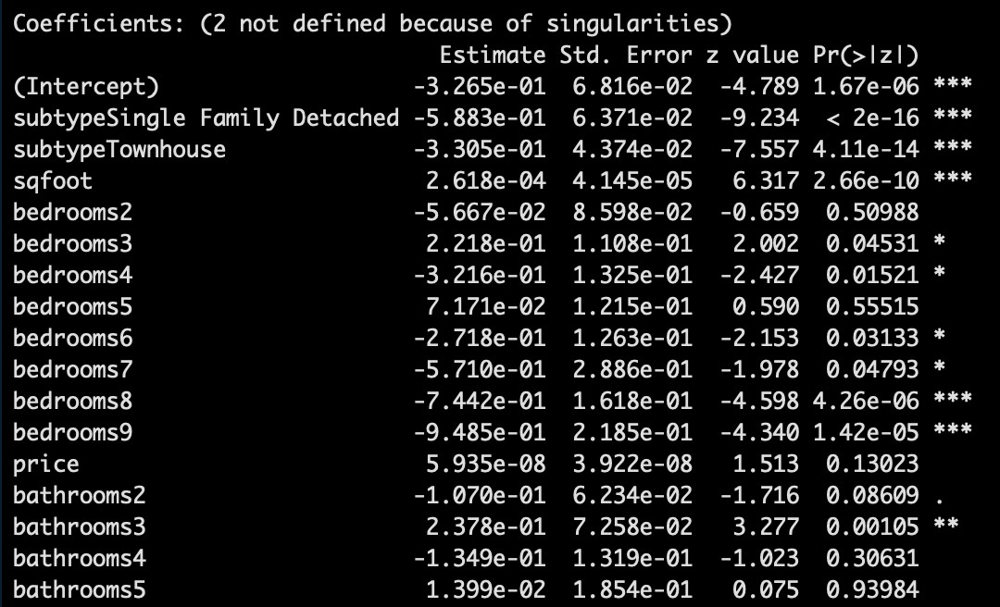 Coefficients: (2 not defined because of singularities)
Estimate Std. Error z value Pr(>|z|)
(Intercept) -3.265e-01 6.816e-02 -4.789 1.67e-06 ***
subtypeSingle Family Detached -5.883e-01 6.371e-02 -9.234 < 2e-16 ***
subtypeTownhouse -3.305e-01 4.374e-02 -7.557 4.11e-14 ***
sqfoot 2.618e-04 4.145e-05 6.317 2.66e-10 ***
bedrooms2 -5.667e-02 8.598e-02 -0.659 0.50988
bedrooms3 2.218e-01 1.108e-01 2.002 0.04531 *
bedrooms4 -3.216e-01 1.325e-01 -2.427 0.01521 *
bedrooms5 7.171e-02 1.215e-01 0.590 0.55515
bedrooms6 -2.718e-01 1.263e-01 -2.153 0.03133 *
bedrooms7 -5.710e-01 2.886e-01 -1.978 0.04793 *
bedrooms8 -7.442e-01 1.618e-01 -4.598 4.26e-06 ***
bedrooms9 -9.485e-01 2.185e-01 -4.340 1.42e-05 ***
price 5.935e-08 3.922e-08 1.513 0.13023
bathrooms2 -1.070e-01 6.234e-02 -1.716 0.08609 .
bathrooms3 2.378e-01 7.258e-02 3.277 0.00105 **
bathrooms4 -1.349e-01 1.319e-01 -1.023 0.30631
bathrooms5 1.399e-02 1.854e-01 0.075 0.93984